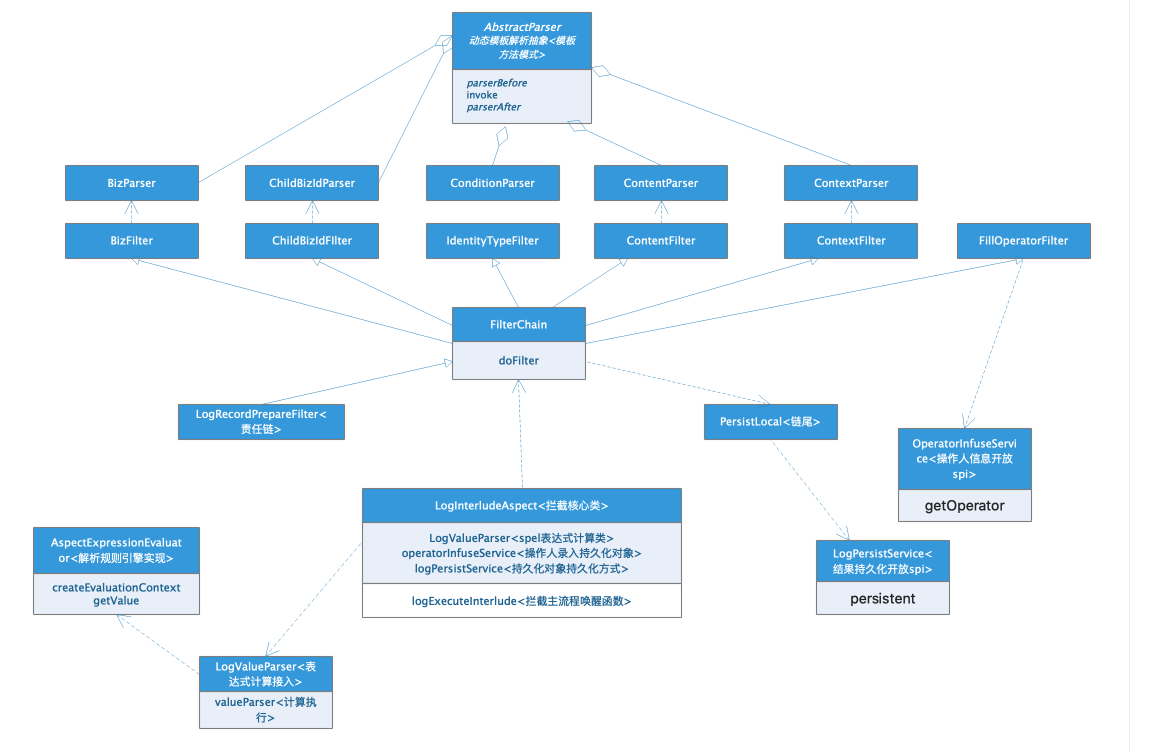 AbstractParser
动态模板解析抽象<模板
方法模式>
parserBefore
invoke
parserAfter
BizParser
ChildBizIdParser
ConditionParser
ContentParser
ContextParser
BizFilter
ChildBizIdFIlter
IdentityTypeFilter
ContentFilter
ContextFilter
FillOperatorFilter
FilterChain
doFilter
LogRecordPrepareFilter<
责任链>
PersistLocal<链尾>
OperatorInfuseServi
ce<操作人信息开放
spi>
getOperator
LogInterludeAspect<拦截核心类>
LogValueParser<spel表达式计算类>
operatorInfuseService<操作人录入持久化对象>
logPersistService<持久化对象持久化方式>
logExecuteInterlude<拦截主流程唤醒函数>
AspectExpressionEvaluat
or<解析规则引擎实现>
createEvaluationContext
getValue
LogPersistService<
结果持久化开放spi>
persistent
LogValueParser<表
达式计算接入>
valueParser<计算执
行>